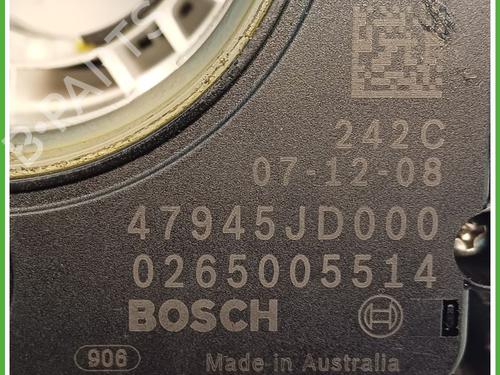 B-PARTS
242C
07-12-08
47945JD000
0265005514
BOSCH
906
Made in Australia